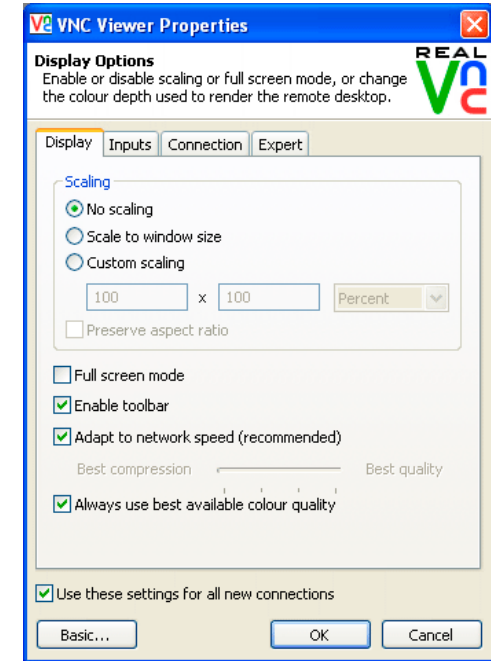 VNC Viewer Properties
Display Options
Enable or disable scaling or full screen mode, or change
the colour depth used to render the remote desktop.
REAL
VNC
Display Inputs Connection Expert
Scaling
No scaling
Scale to window size
Custom scaling
100 x 100 Percent
Preserve aspect ratio
Full screen mode
Enable toolbar
Adapt to network speed (recommended)
Best compression Best quality
Always use best available colour quality
Use these settings for all new connections
Basic... OK Cancel